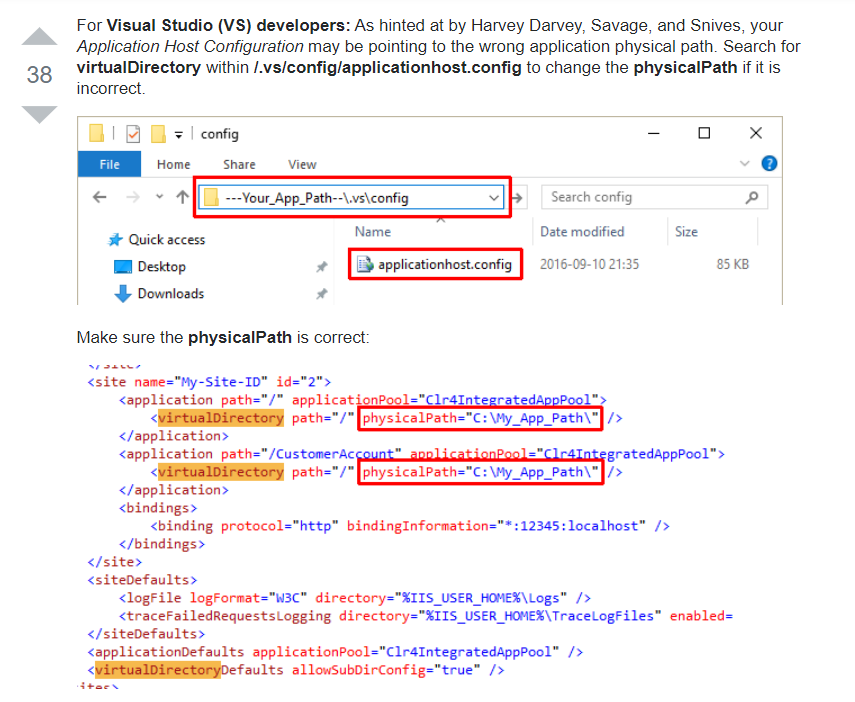 For Visual Studio (VS) developers: As hinted at by Harvey Darvey, Savage, and Snives, your
Application Host Configuration may be pointing to the wrong application physical path. Search for
38
virtualDirectory within /.vs/config/applicationhost.config to change the physicalPath if it is
incorrect.
config
File Home Share View
---Your_App_Path--\.vs\config
Search config
Name Date modified Size
Quick access
applicationhost.config 2016-09-10 21:35 85 KB
Desktop
Downloads
Make sure the physicalPath is correct:
</site>
<site name="My-Site-ID" id="2">
<application path="/" applicationPool="Clr4IntegratedAppPool">
<virtualDirectory path="/" physicalPath="C:\My_App_Path\" />
</application>
<application path="/CustomerAccount" applicationPool="Clr4IntegratedAppPool">
<virtualDirectory path="/" physicalPath="C:\My_App_Path\" />
</application>
<bindings>
<binding protocol="http" bindingInformation="*:12345:localhost" />
</bindings>
</site>
<siteDefaults>
<logFile logFormat="W3C" directory="%IIS_USER_HOME%\Logs" />
<traceFailedRequestsLogging directory="%IIS_USER_HOME%\TraceLogFiles" enabled=
</siteDefaults>
<applicationDefaults applicationPool="Clr4IntegratedAppPool" />
<virtualDirectoryDefaults allowSubDirConfig="true" />
ites>